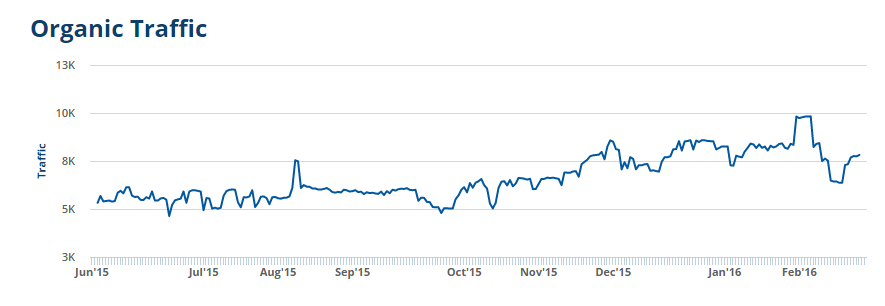 Organic Traffic
13K
10K
8K
5K
3K
Traffic
Jun'15 Jul'15 Aug'15 Sep'15 Oct'15 Nov'15 Dec'15 Jan'16 Feb'16